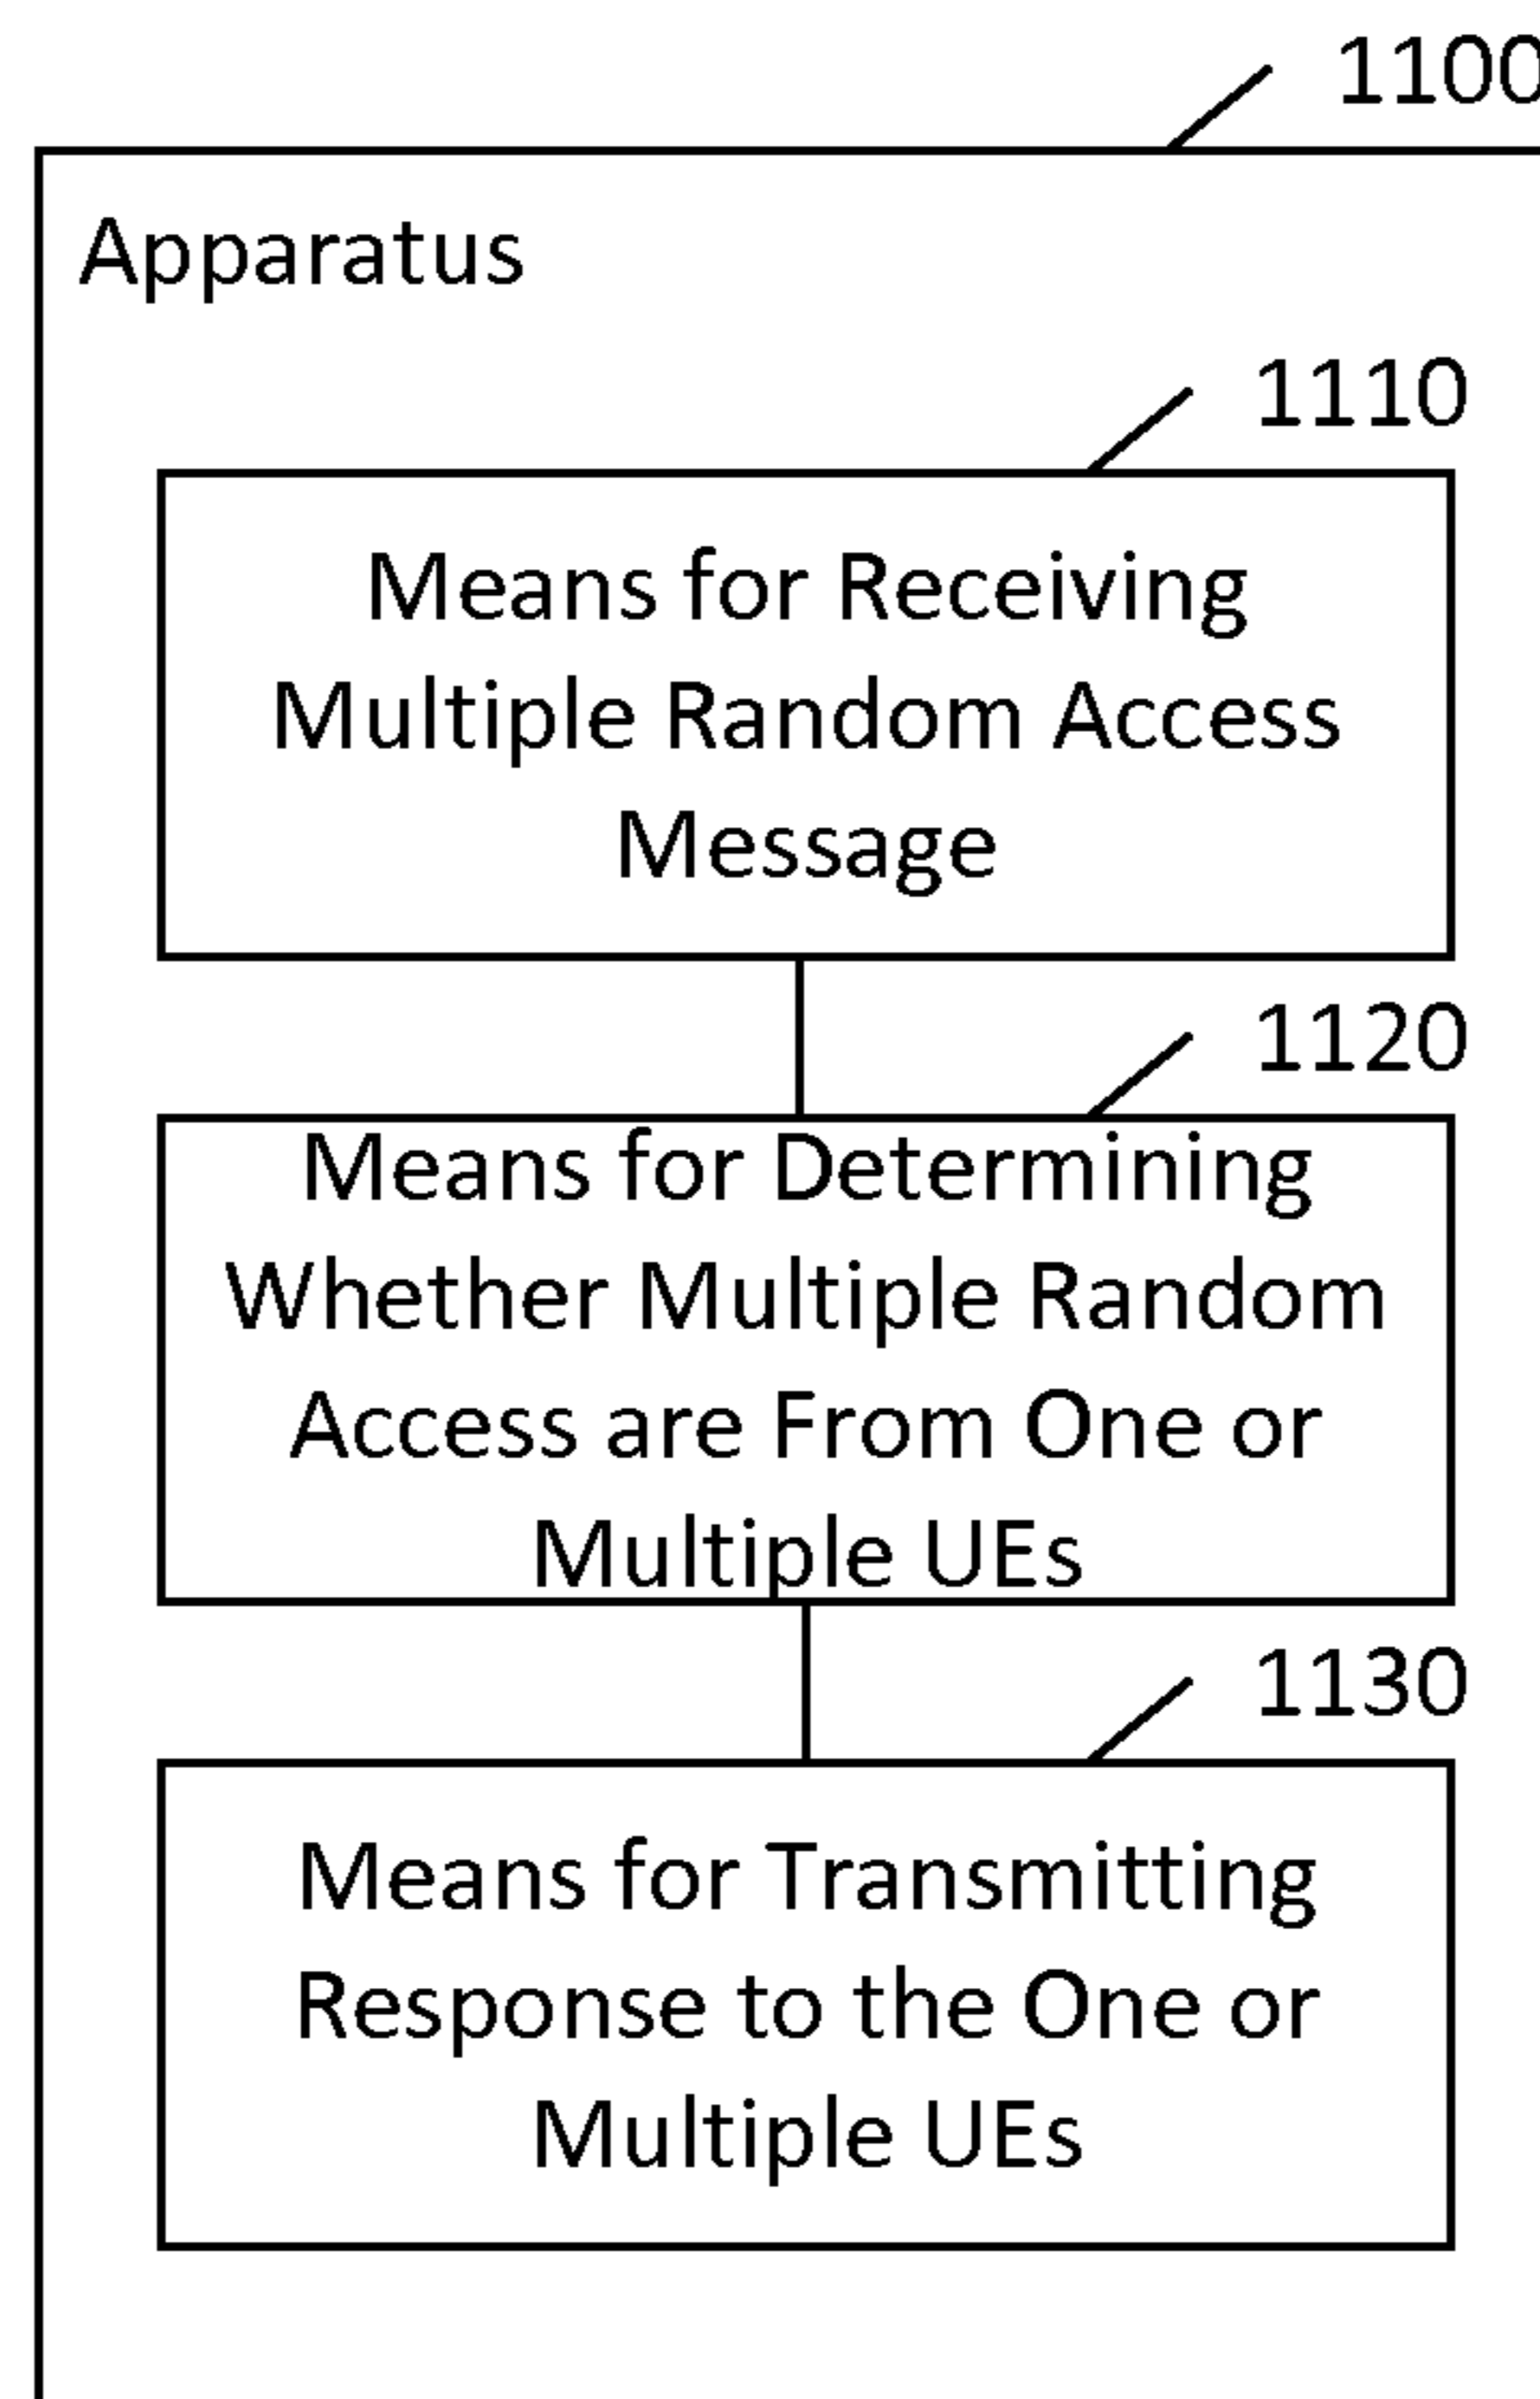 1100
Apparatus
1110
Means for Receiving
Multiple Random Access
Message
1120
Means for Determining
Whether Multiple Random
Access are From One or
Multiple UEs
1130
Means for Transmitting
Response to the One or
Multiple UEs